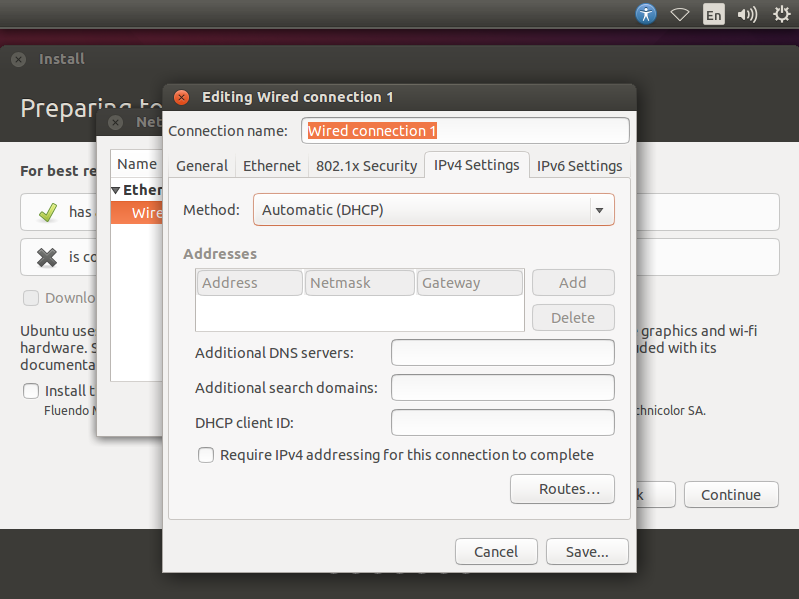 En
Install
Preparing to
Net
Editing Wired connection 1
Connection name: Wired connection 1
General Ethernet 802.1x Security IPv4 Settings IPv6 Settings
For best re
Name
Ether
Wire
has
is co
Method: Automatic (DHCP)
Addresses
Address Netmask Gateway Add
Delete
Downlo
Additional DNS servers:
Ubuntu use
graphics and wi-fi
hardware. S
ded with its
documenta
Additional search domains:
Install t
Fluendo M
chnicolor SA.
DHCP client ID:
Require IPv4 addressing for this connection to complete
Routes...
k Continue
Cancel Save...